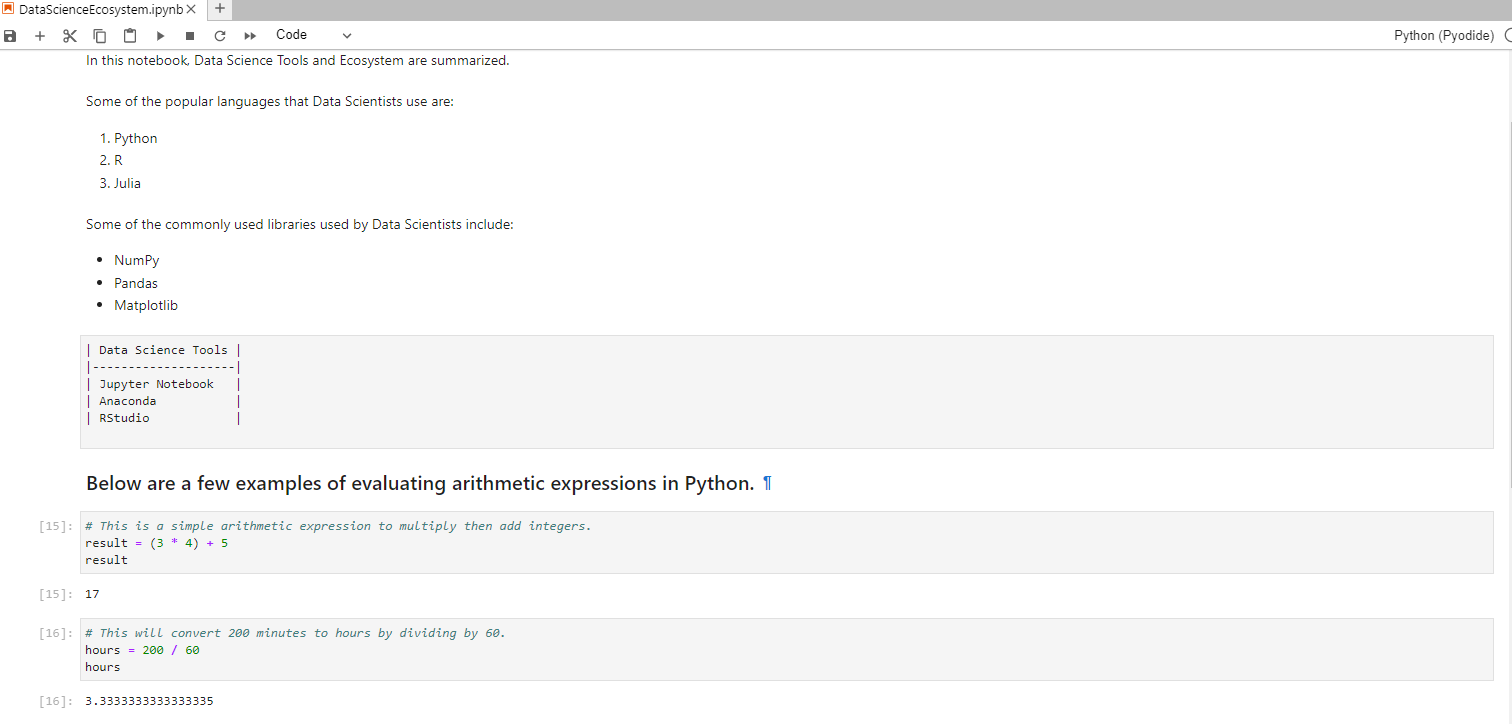 DataScienceEcosystem.ipynb
Code
Python (Pyodide)
In this notebook, Data Science Tools and Ecosystem are summarized.
Some of the popular languages that Data Scientists use are:
1. Python
2. R
3. Julia
Some of the commonly used libraries used by Data Scientists include:
• NumPy
• Pandas
• Matplotlib
| Data Science Tools |
|--------------------|
| Jupyter Notebook |
| Anaconda |
| RStudio |
Below are a few examples of evaluating arithmetic expressions in Python. ¶
[15]: # This is a simple arithmetic expression to multiply then add integers.
result = (3 * 4) + 5
result
[15]: 17
[16]: # This will convert 200 minutes to hours by dividing by 60.
hours = 200 / 60
hours
[16]: 3.3333333333333335